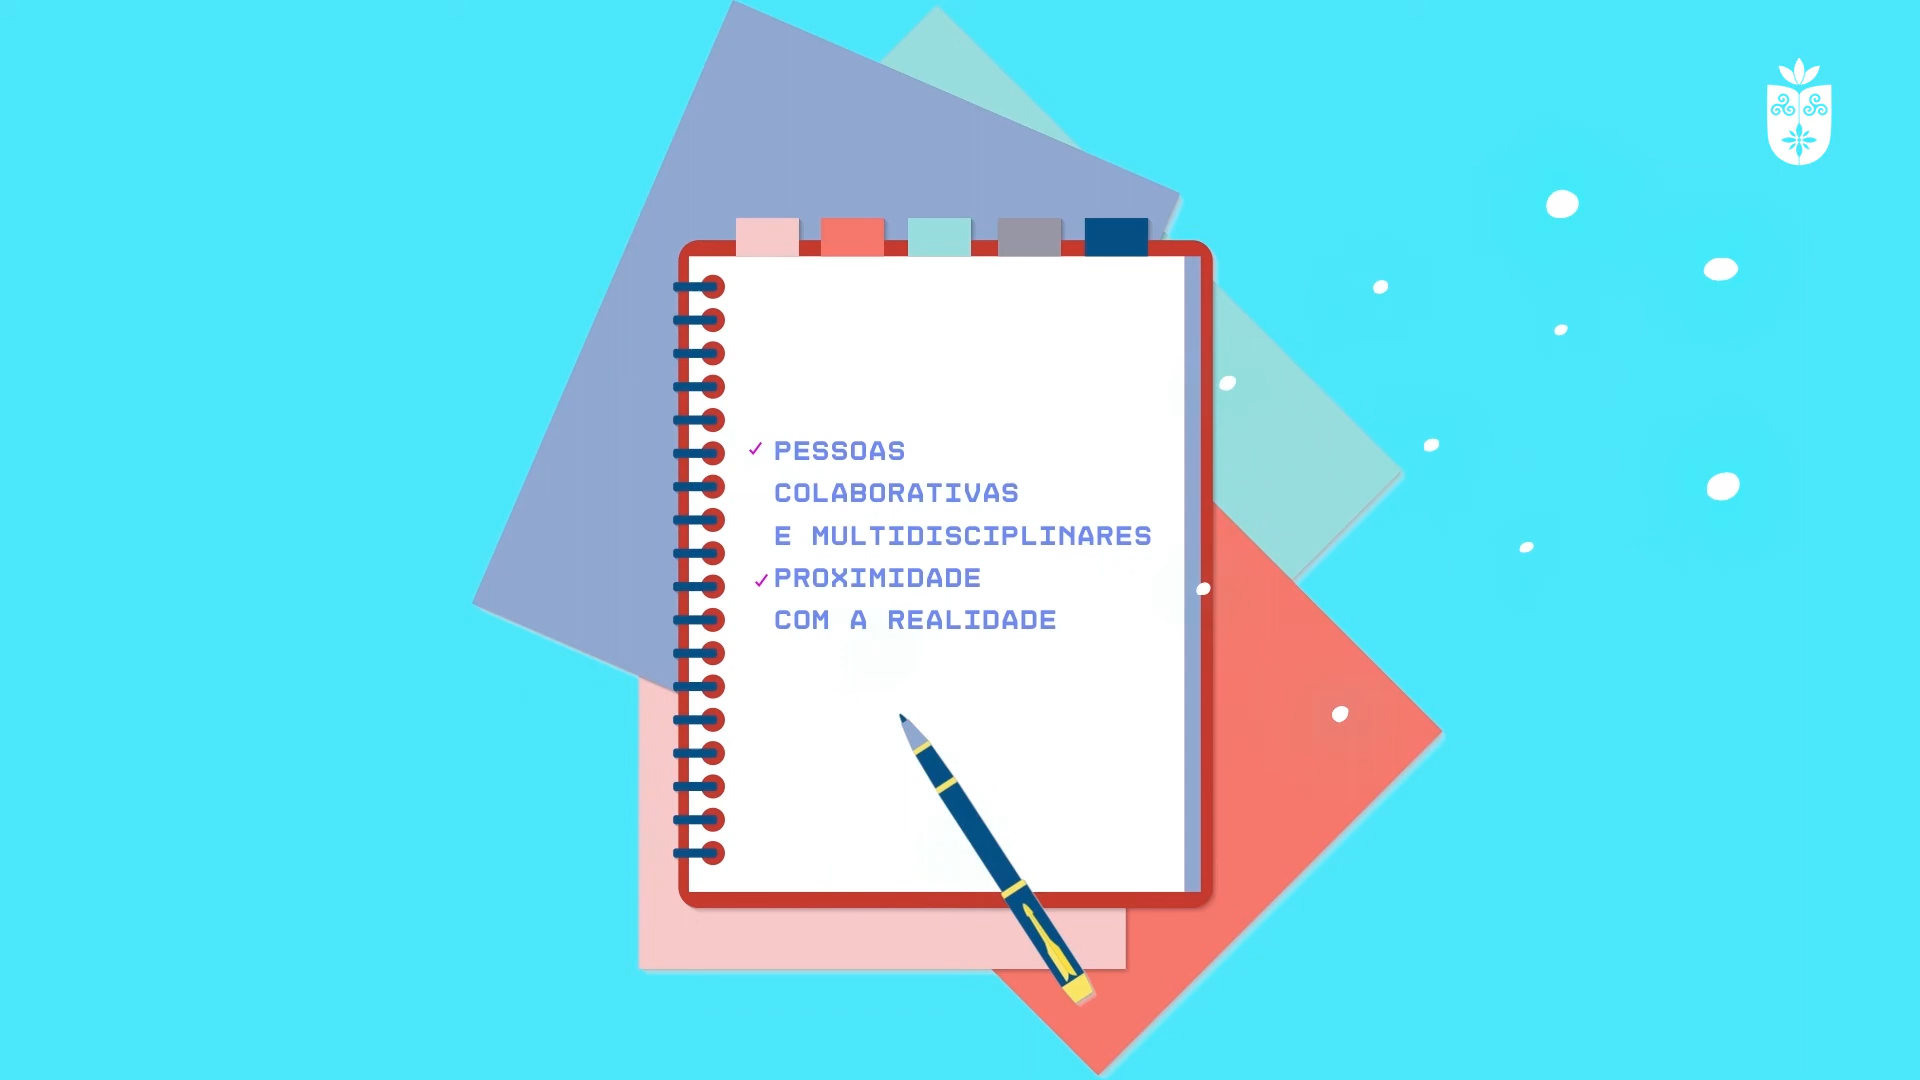 ✓ PESSOAS
COLABORATIVAS
E MULTIDISCIPLINARES
✓ PROXIMIDADE
COM A REALIDADE